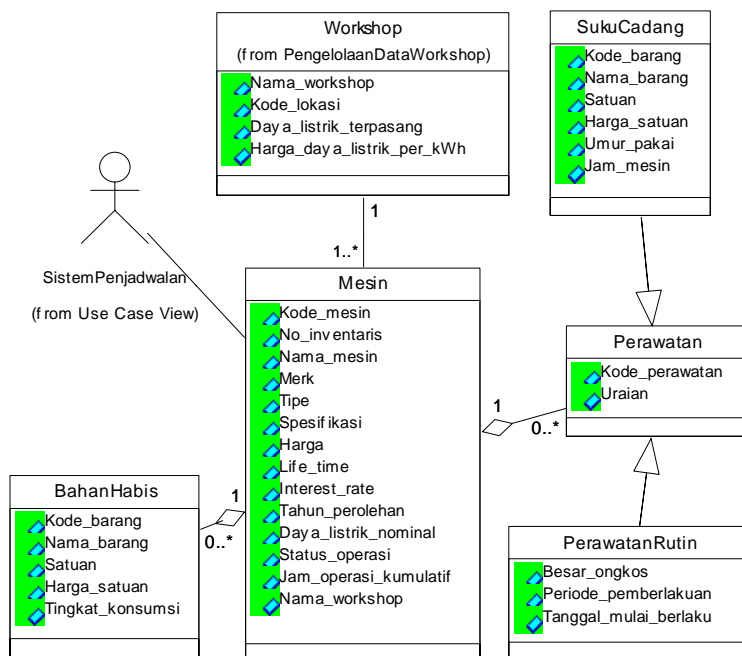 Workshop
(from PengelolaanDataWorkshop)
Nama_workshop
Kode_lokasi
Daya_listrik_terpasang
Harga_daya_listrik_per_kWh
SukuCadang
Kode_barang
Nama_barang
Satuan
Harga_satuan
Umur_pakai
Jam_mesin
SistemPenjadwalan
(from Use Case View)
1
1..*
Mesin
Kode_mesin
No_inventaris
Nama_mesin
Merk
Tipe
Spesifikasi
Harga
Life_time
Interest_rate
Tahun_perolehan
Daya_listrik_nominal
Status_operasi
Jam_operasi_kumulatif
Nama_workshop
Perawatan
Kode_perawatan
Uraian
1
0..*
BahanHabis
Kode_barang
Nama_barang
Satuan
Harga_satuan
Tingkat_konsumsi
1
0..*
PerawatanRutin
Besar_ongkos
Periode_pemberlakuan
Tanggal_mulai_berlaku